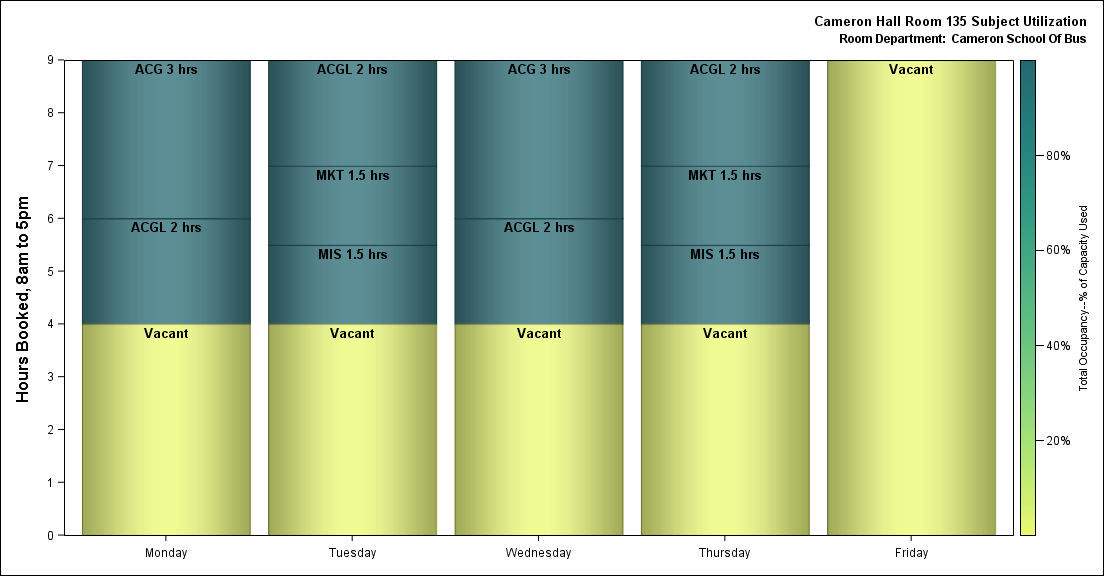 Cameron Hall Room 135 Subject Utilization
Room Department: Cameron School Of Bus
Hours Booked, 8am to 5pm
9
8
7
6
5
4
3
2
1
0
ACG 3 hrs
ACGL 2 hrs
Vacant
ACGL 2 hrs
MKT 1.5 hrs
MIS 1.5 hrs
Vacant
ACG 3 hrs
ACGL 2 hrs
Vacant
ACGL 2 hrs
MKT 1.5 hrs
MIS 1.5 hrs
Vacant
Vacant
Monday
Tuesday
Wednesday
Thursday
Friday
80%
60%
40%
20%
Total Occupancy--% of Capacity Used